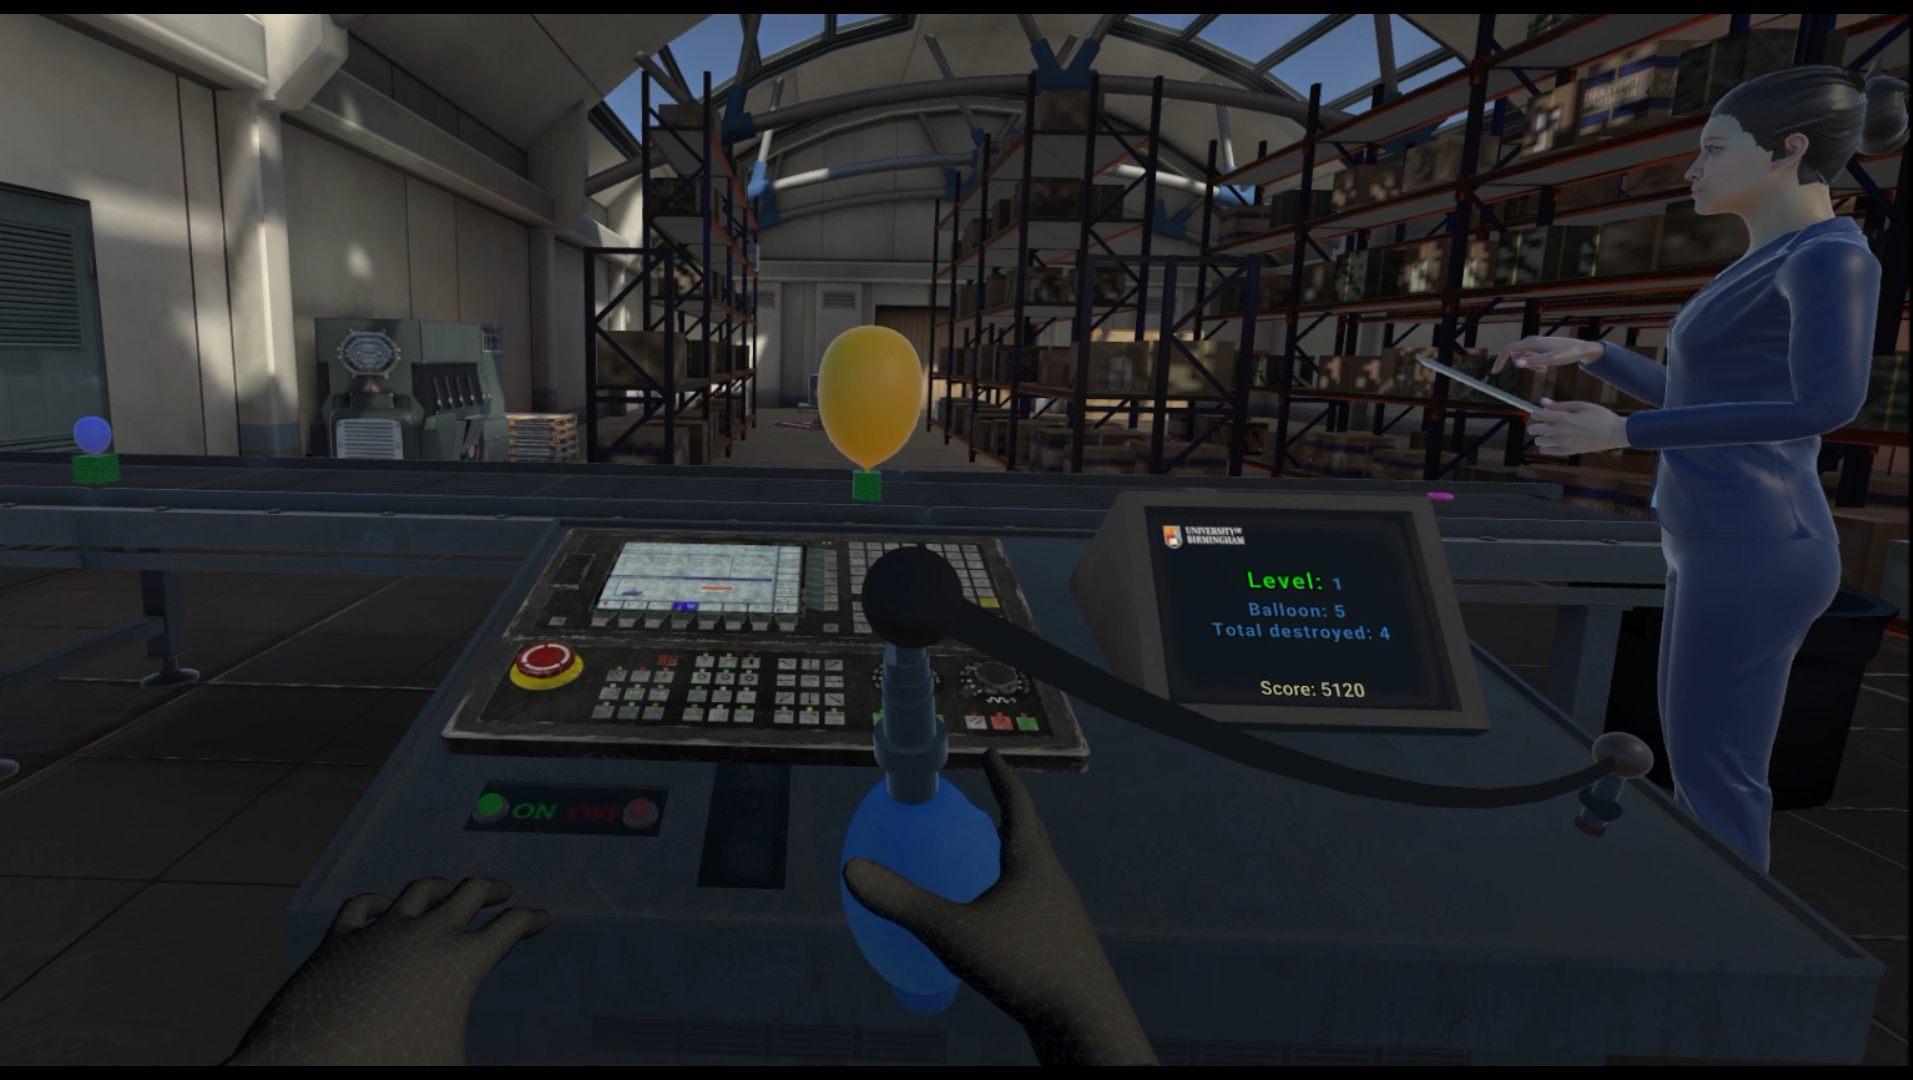 UNIVERSITY OF
BIRMINGHAM
Level: 1
Balloon: 5
Total destroyed: 4
Score: 5120
ON OFF